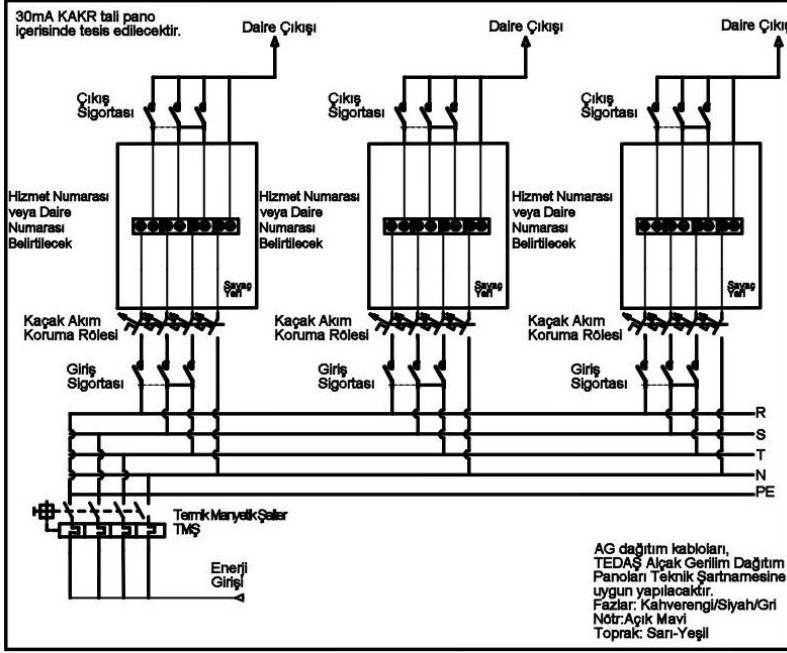 30mA KAKR tali pano
içerisinde tesis edilecektir.
Daire Çıkışı
Daire Çıkışı
Daire Çıkış
Çıkış
Sigortası
Çıkış
Sigortası
Çıkış
Sigortası
Hizmet Numarası
veya Daire
Numarası
Belirtilecek
Hizmet Numarası
veya Daire
Numarası
Belirtilecek
Hizmet Numarası
veya Daire
Numarası
Belirtilecek
Sayaç
Yeri
Sayaç
Yeri
Sayaç
Yeri
Kaçak Akım
Koruma Rölesi
Kaçak Akım
Koruma Rölesi
Kaçak Akım
Koruma Rölesi
Giriş
Sigortası
Giriş
Sigortası
Giriş
Sigortası
R
S
T
N
PE
Termik Manyetik Şalter
TMŞ
Enerji
Girişi
AG dağıtım kabloları,
TEDAŞ Alçak Gerilim Dağıtım
Panoları Teknik Şartnamesine
uygun yapılacaktır.
Fazlar: Kahverengi/Siyah/Gri
Nötr:Açık Mavi
Toprak: Sarı-Yeşil